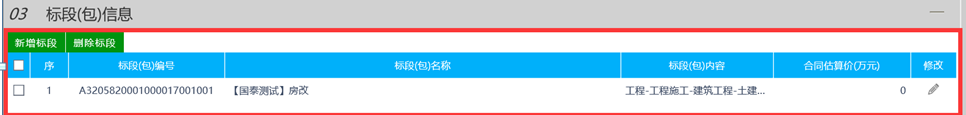 03 标段(包)信息
新增标段 删除标段
序 标段(包)编号 标段(包)名称 标段(包)内容 合同估算价(万元) 修改
1 A3205820001000017001001 【国泰测试】房改 工程-工程施工-建筑工程-土建... 0